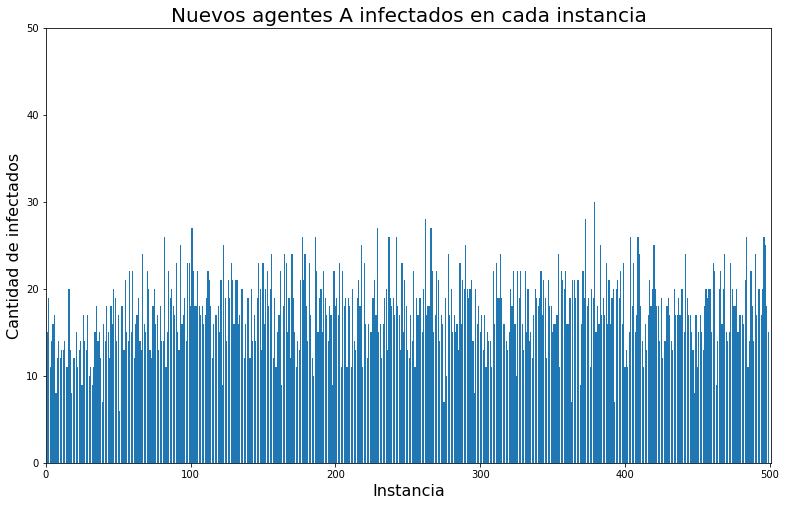 Nuevos agentes A infectados en cada instancia
50
40
30
20
10
0
Cantidad de infectados
0 100 200 300 400 500
Instancia